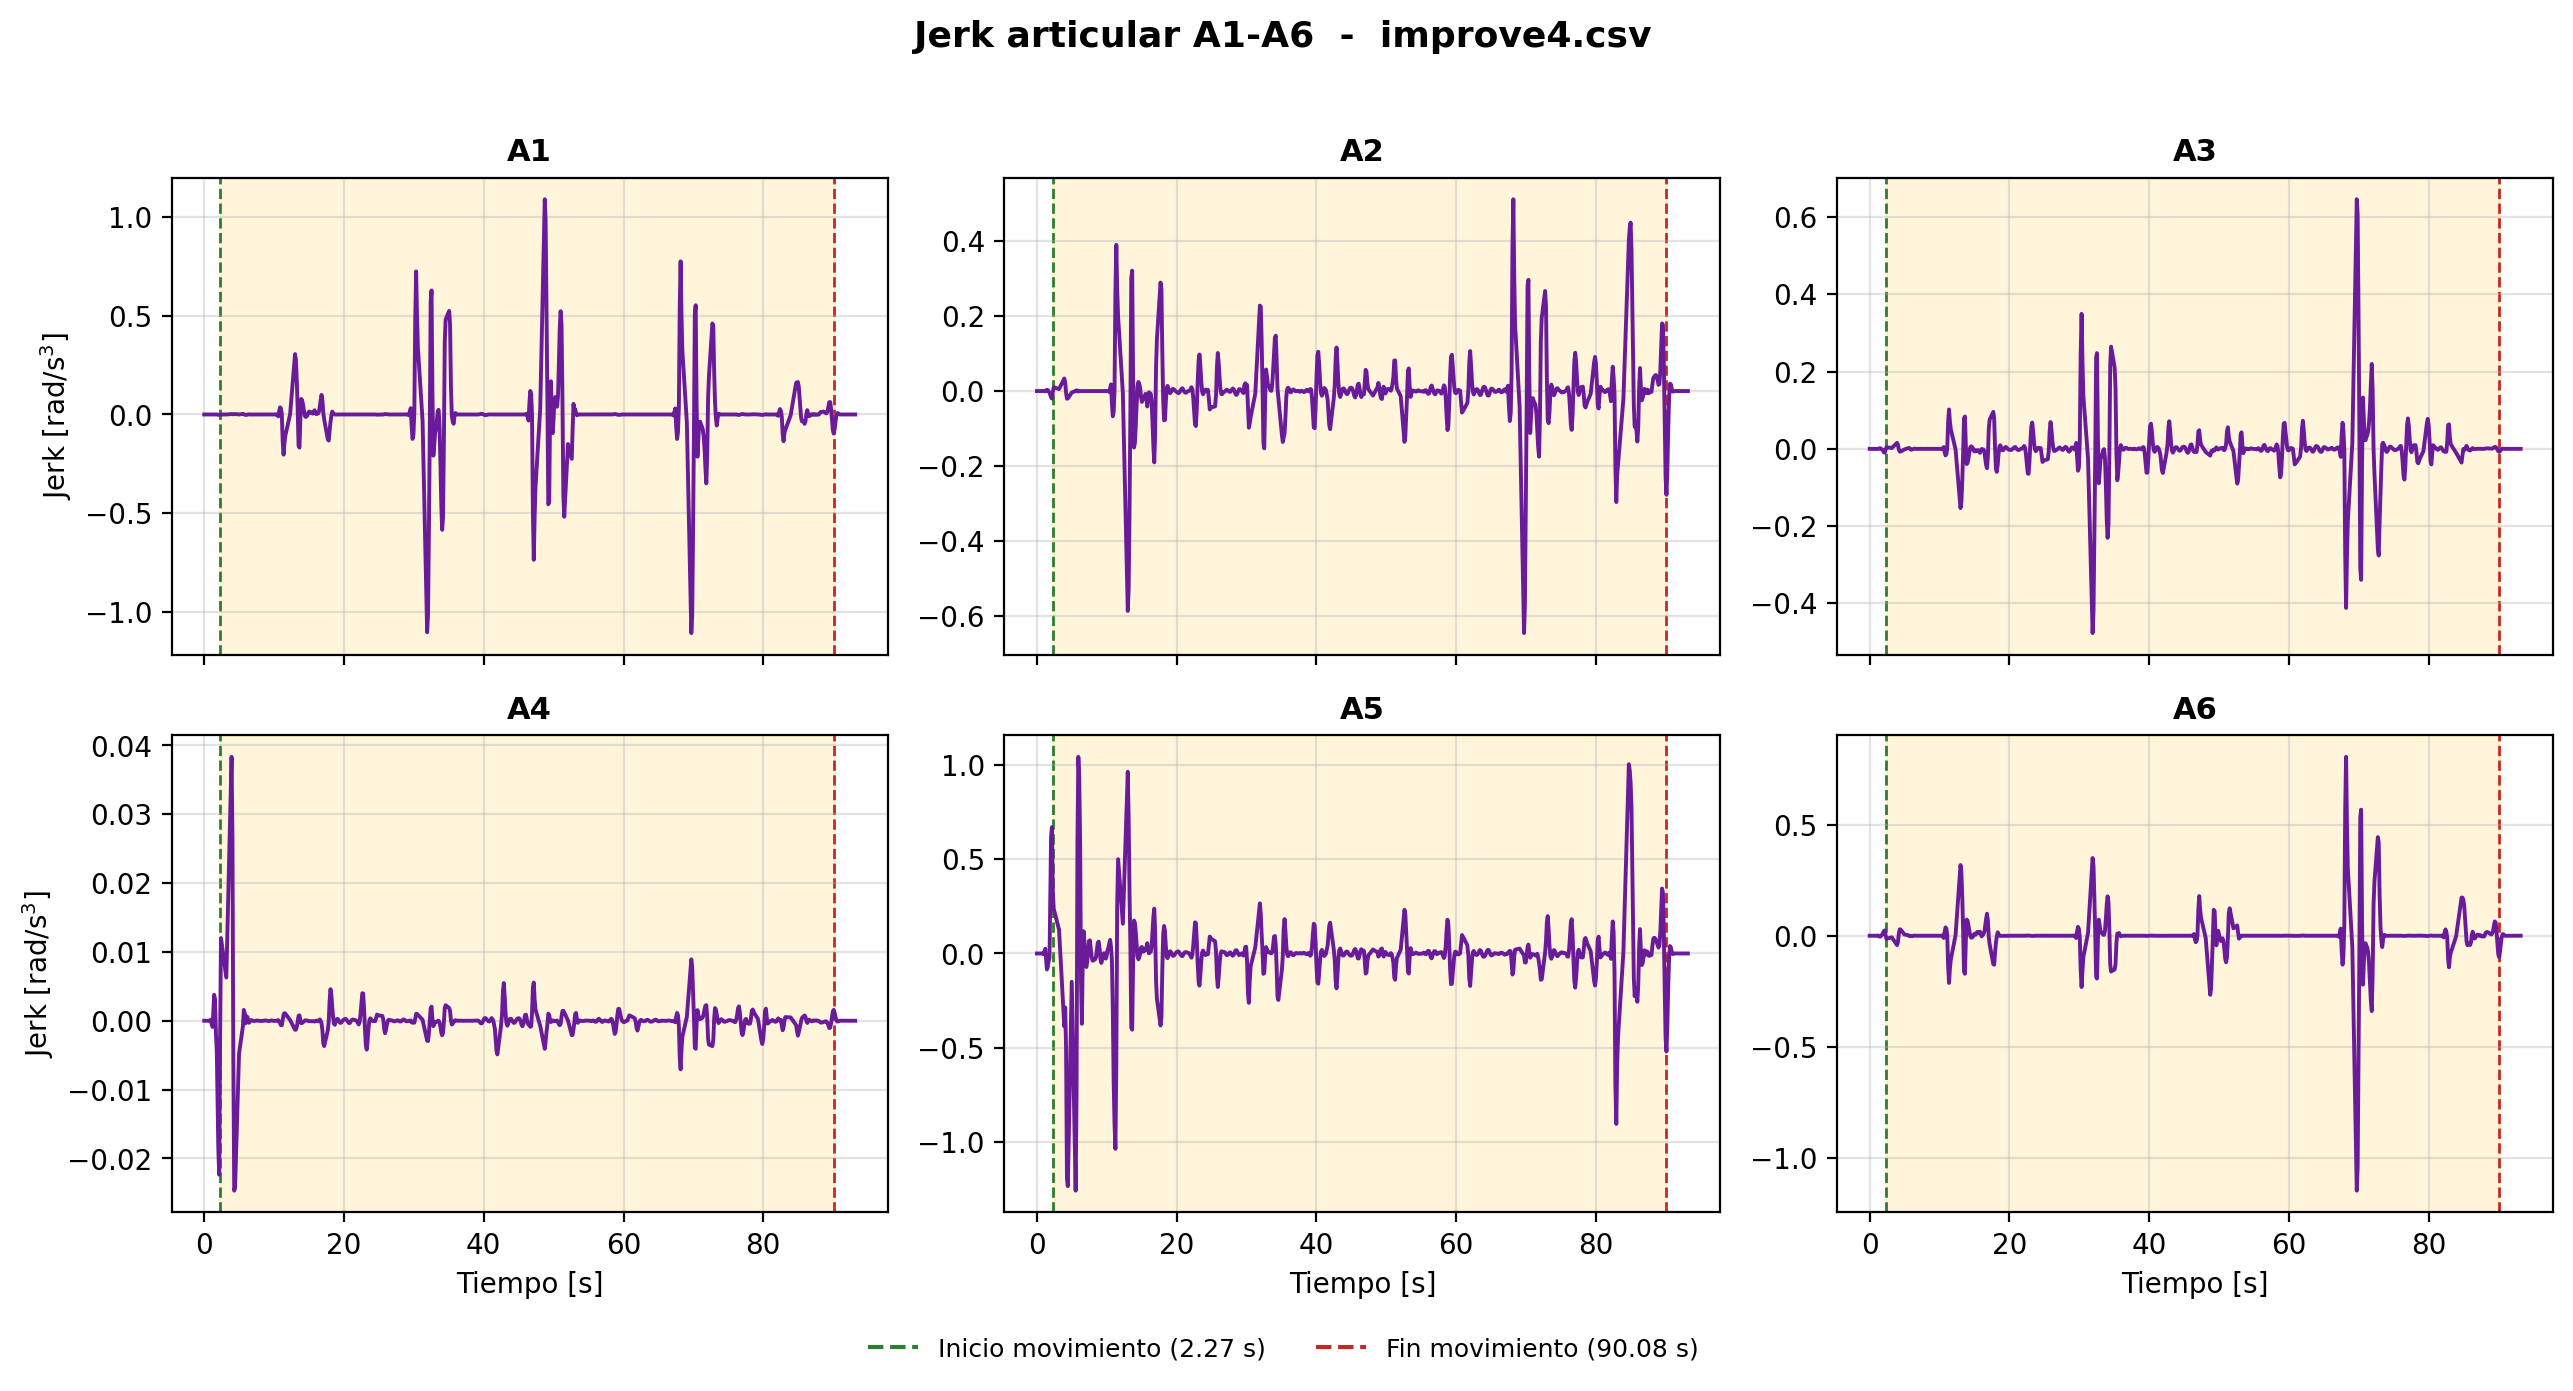 Jerk articular A1-A6  -  improve4.csv
A1
A2
A3
Jerk [rad/s³]
1.0
0.5
0.0
−0.5
−1.0
0.4
0.2
0.0
−0.2
−0.4
−0.6
0.6
0.4
0.2
0.0
−0.2
−0.4
A4
A5
A6
Jerk [rad/s³]
0.04
0.03
0.02
0.01
0.00
−0.01
−0.02
1.0
0.5
0.0
−0.5
−1.0
0.5
0.0
−0.5
−1.0
0 20 40 60 80
0 20 40 60 80
0 20 40 60 80
Tiempo [s]
Tiempo [s]
Tiempo [s]
Inicio movimiento (2.27 s)
Fin movimiento (90.08 s)